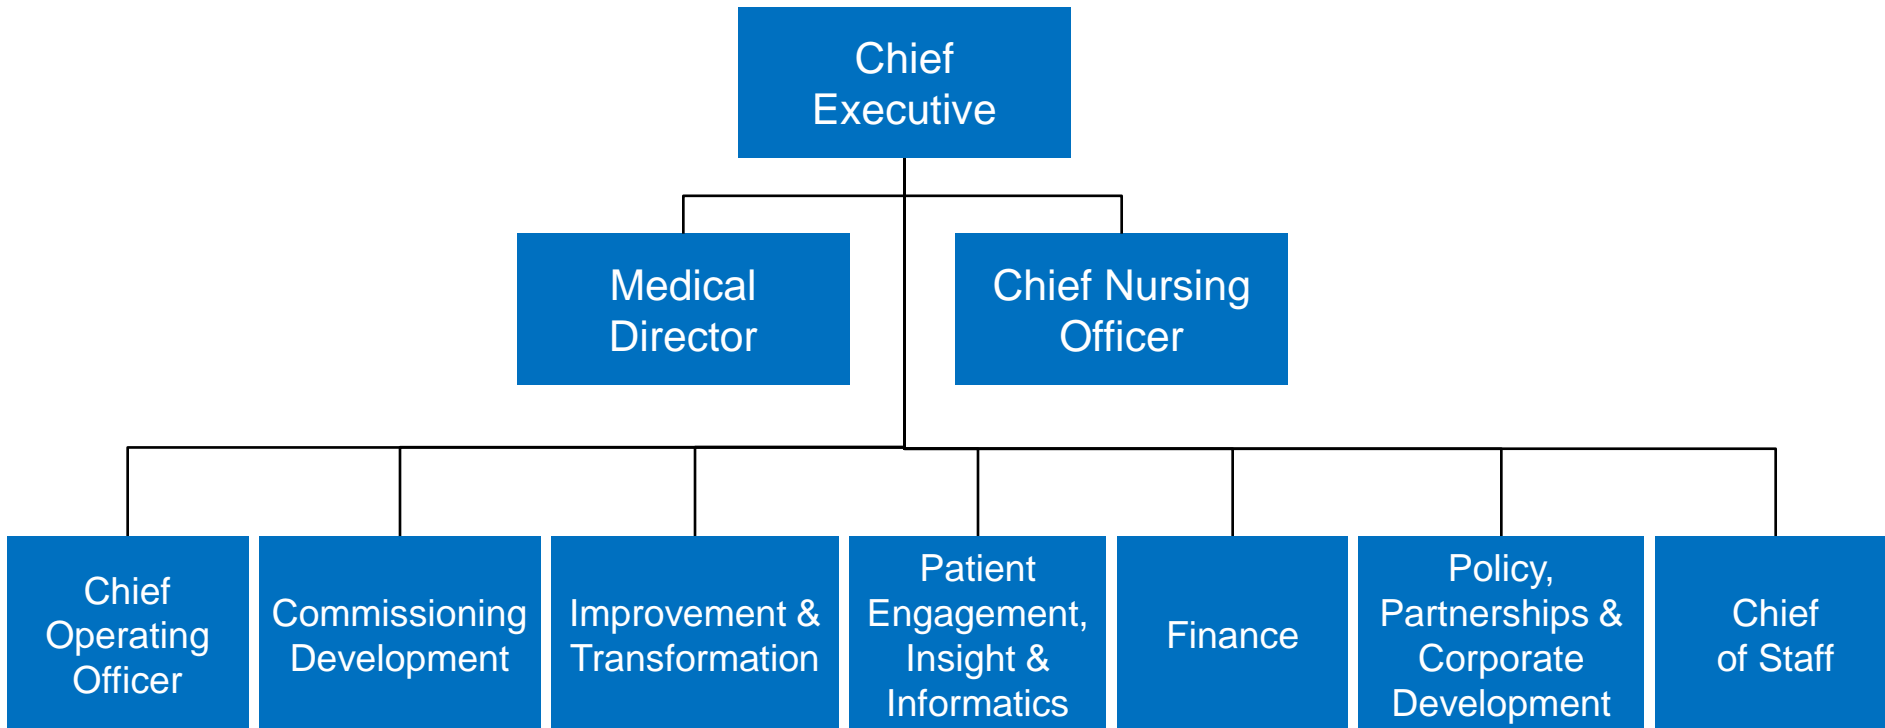 Chief
Executive
Medical
Director
Chief Nursing
Officer
Chief
Operating
Officer
Commissioning
Development
Improvement &
Transformation
Patient
Engagement,
Insight &
Informatics
Finance
Policy,
Partnerships &
Corporate
Development
Chief
of Staff